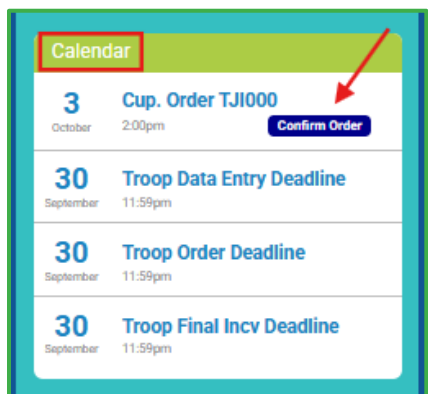 Calendar
3 Cup. Order TJI000
October 2:00pm Confirm Order
30 Troop Data Entry Deadline
September 11:59pm
30 Troop Order Deadline
September 11:59pm
30 Troop Final Incv Deadline
September 11:59pm